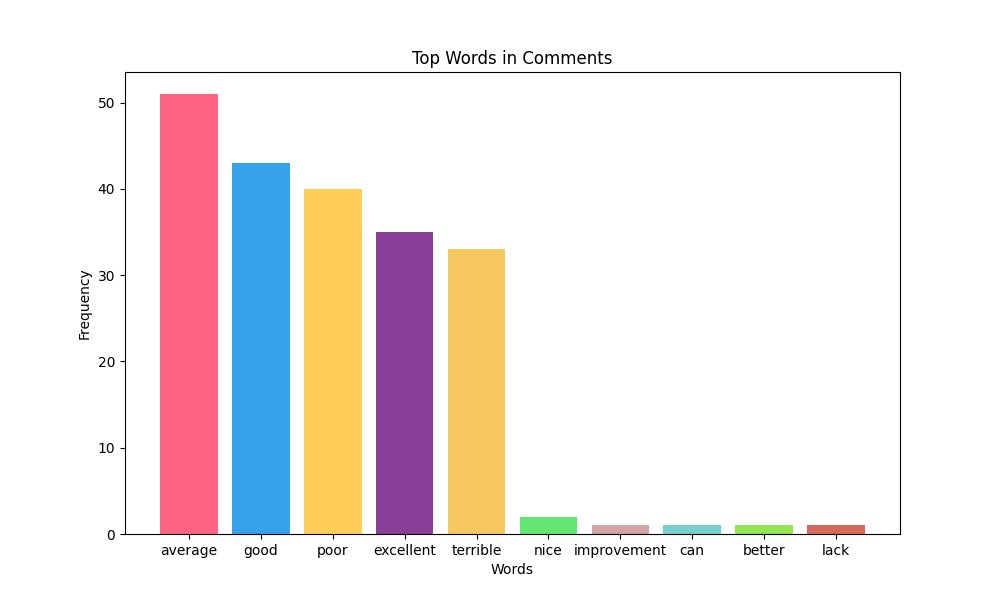 Top Words in Comments
50
40
30
20
10
0
Frequency
average good poor excellent terrible nice improvement can better lack
Words